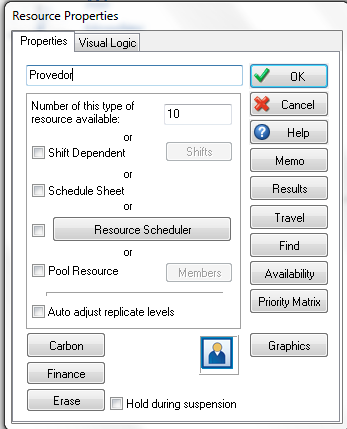 Resource Properties
Properties
Visual Logic
Provedor
OK
Number of this type of
resource available:
10
Cancel
or
Help
Shift Dependent
Shifts
Memo
or
Schedule Sheet
Results
or
Resource Scheduler
Travel
or
Find
Pool Resource
Members
Availability
Auto adjust replicate levels
Priority Matrix
Carbon
Graphics
Finance
Erase
Hold during suspension